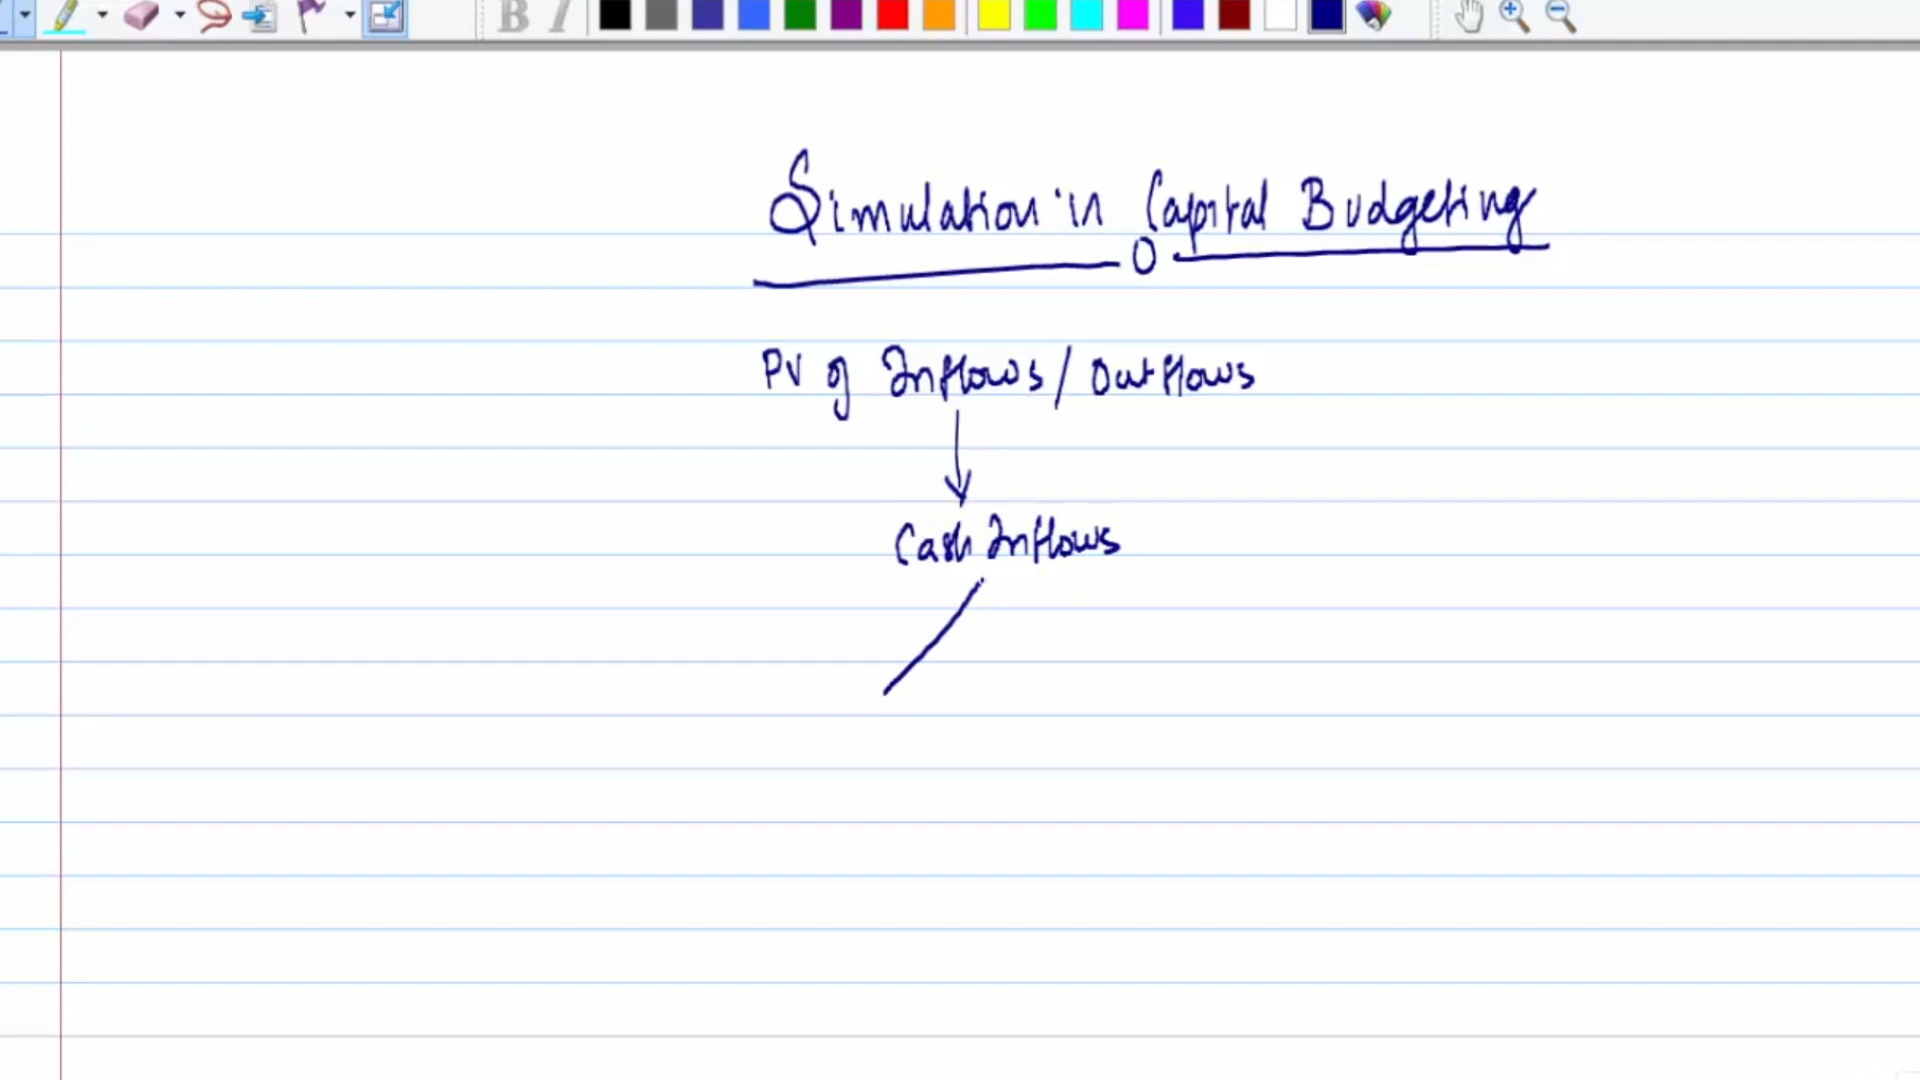 B I
Simulation in Capital Budgeting
PV of Inflows / Outflows
Cash Inflows